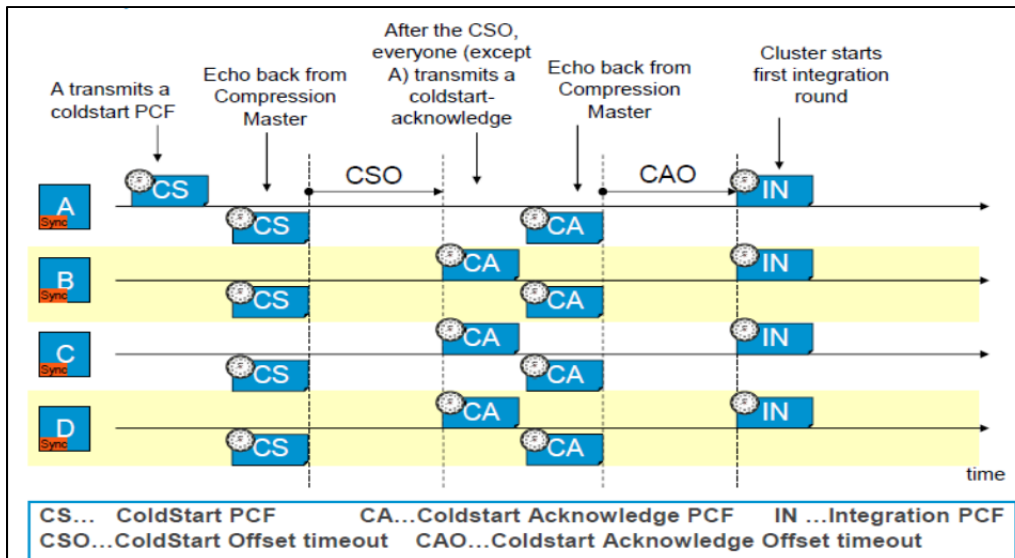 A transmits a
coldstart PCF
Echo back from
Compression
Master
After the CSO,
everyone (except
A) transmits a
coldstart-
acknowledge
Echo back from
Compression
Master
Cluster starts
first integration
round
CSO
CAO
A
Sync
CS
IN
CS
CA
B
Sync
CA
IN
CS
CA
C
Sync
CA
IN
CS
CA
D
Sync
CA
IN
CS
CA
time
CS... ColdStart PCF CA...Coldstart Acknowledge PCF IN ...Integration PCF
CSO...ColdStart Offset timeout CAO...Coldstart Acknowledge Offset timeout